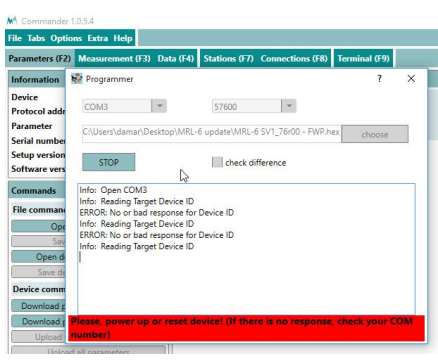 Commander 1.0.5.4
File Tabs Options Extra Help
Parameters (F2) Measurement (F3) Data (F4) Stations (F7) Connections (F8) Terminal (F9)
Information
Programmer
? X
Device
Protocol addr
Parameter
Serial number
Setup version
Software vers
COM3
57600
C:\Users\damar\Desktop\MRL-6 update\MRL-6 SV1_76r00 - FWP.hex
choose
STOP
check difference
Commands
File comman
Ope
Sav
Open d
Save de
Device comm
Download p
Download p
Upload
Upload all parameters
Info: Open COM3
Info: Reading Target Device ID
ERROR: No or bad response for Device ID
Info: Reading Target Device ID
ERROR: No or bad response for Device ID
Info: Reading Target Device ID
Please, power up or reset device! (If there is no response, check your COM
number)